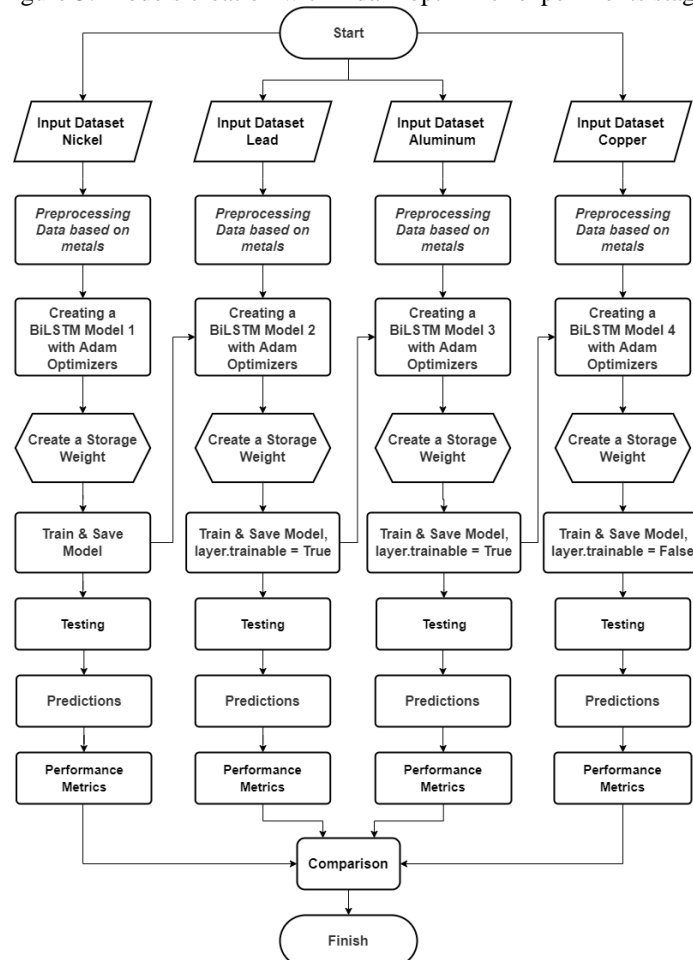 Start
Input Dataset
Nickel
Preprocessing
Data based on
metals
Creating a
BiLSTM Model 1
with Adam
Optimizers
Create a Storage
Weight
Train & Save
Model
Testing
Predictions
Performance
Metrics
Input Dataset
Lead
Preprocessing
Data based on
metals
Creating a
BiLSTM Model 2
with Adam
Optimizers
Create a Storage
Weight
Train & Save Model,
layer.trainable = True
Testing
Predictions
Performance
Metrics
Input Dataset
Aluminum
Preprocessing
Data based on
metals
Creating a
BiLSTM Model 3
with Adam
Optimizers
Create a Storage
Weight
Train & Save Model,
layer.trainable = True
Testing
Predictions
Performance
Metrics
Input Dataset
Copper
Preprocessing
Data based on
metals
Creating a
BiLSTM Model 4
with Adam
Optimizers
Create a Storage
Weight
Train & Save Model,
layer.trainable = False
Testing
Predictions
Performance
Metrics
Comparison
Finish